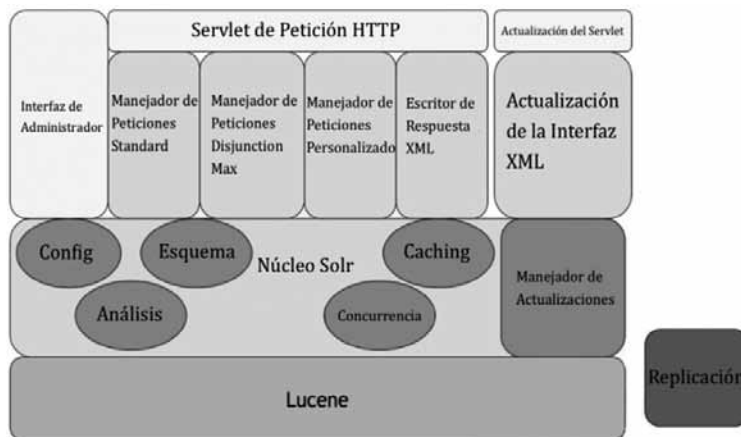 Servlet de Petición HTTP
Actualización del Servlet
Interfaz de
Administrador
Manejador de
Peticiones
Standard
Manejador de
Peticiones
Disjunction
Max
Manejador de
Peticiones
Personalizado
Escritor de
Respuesta
XML
Actualización
de la Interfaz
XML
Config
Esquema
Núcleo Solr
Caching
Análisis
Concurrencia
Manejador de
Actualizaciones
Replicación
Lucene